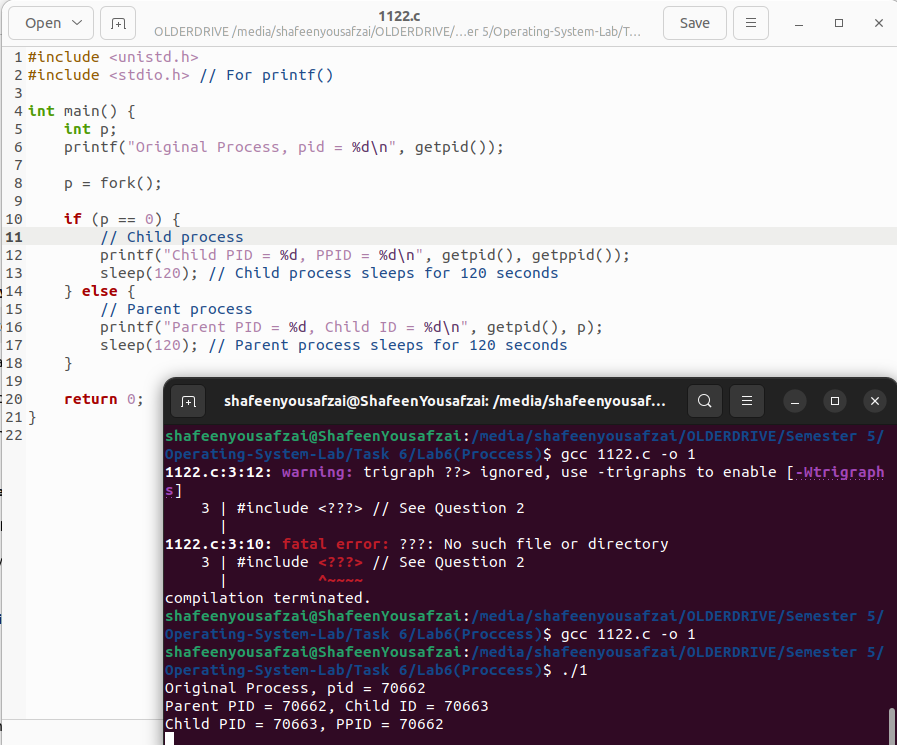 Open
1122.c
OLDERDRIVE /media/shafeenyousafzai/OLDERDRIVE/...er 5/Operating-System-Lab/T...
Save
1 #include <unistd.h>
2 #include <stdio.h> // For printf()
3
4 int main() {
5 int p;
6 printf("Original Process, pid = %d\n", getpid());
7
8 p = fork();
9
10 if (p == 0) {
11 // Child process
12 printf("Child PID = %d, PPID = %d\n", getpid(), getppid());
13 sleep(120); // Child process sleeps for 120 seconds
14 } else {
15 // Parent process
16 printf("Parent PID = %d, Child ID = %d\n", getpid(), p);
17 sleep(120); // Parent process sleeps for 120 seconds
18 }
19
20 return 0;
21 }
22
shafeenyousafzai@ShafeenYousafzai: /media/shafeenyousaf...
shafeenyousafzai@ShafeenYousafzai:/media/shafeenyousafzai/OLDERDRIVE/Semester 5/
Operating-System-Lab/Task 6/Lab6(Proccess)$ gcc 1122.c -o 1
1122.c:3:12: warning: trigraph ??> ignored, use -trigraphs to enable [-Wtrigraph
s]
3 | #include <???> // See Question 2
|
1122.c:3:10: fatal error: ???: No such file or directory
3 | #include <???> // See Question 2
| ^~~~~
compilation terminated.
shafeenyousafzai@ShafeenYousafzai:/media/shafeenyousafzai/OLDERDRIVE/Semester 5/
Operating-System-Lab/Task 6/Lab6(Proccess)$ gcc 1122.c -o 1
shafeenyousafzai@ShafeenYousafzai:/media/shafeenyousafzai/OLDERDRIVE/Semester 5/
Operating-System-Lab/Task 6/Lab6(Proccess)$ ./1
Original Process, pid = 70662
Parent PID = 70662, Child ID = 70663
Child PID = 70663, PPID = 70662